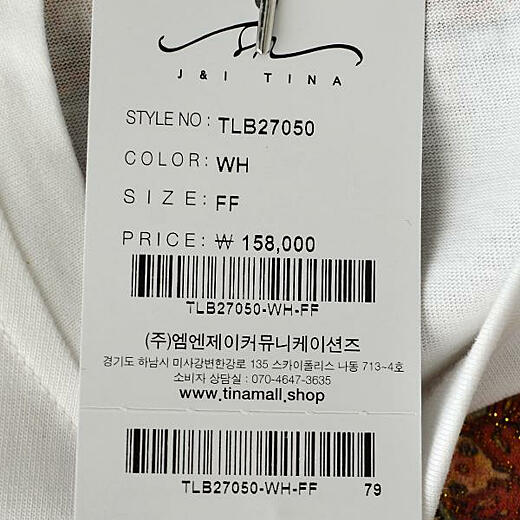 J & I TINA
STYLE NO : TLB27050
COLOR : WH
SIZE : FF
PRICE : ₩ 158,000
TLB27050-WH-FF
(주)엠엔제이커뮤니케이션즈
경기도 하남시 미사강변한강로 135 스카이폴리스 나동 713~4호
소비자 상담실 : 070-4647-3635
www.tinamall.shop
TLB27050-WH-FF 79